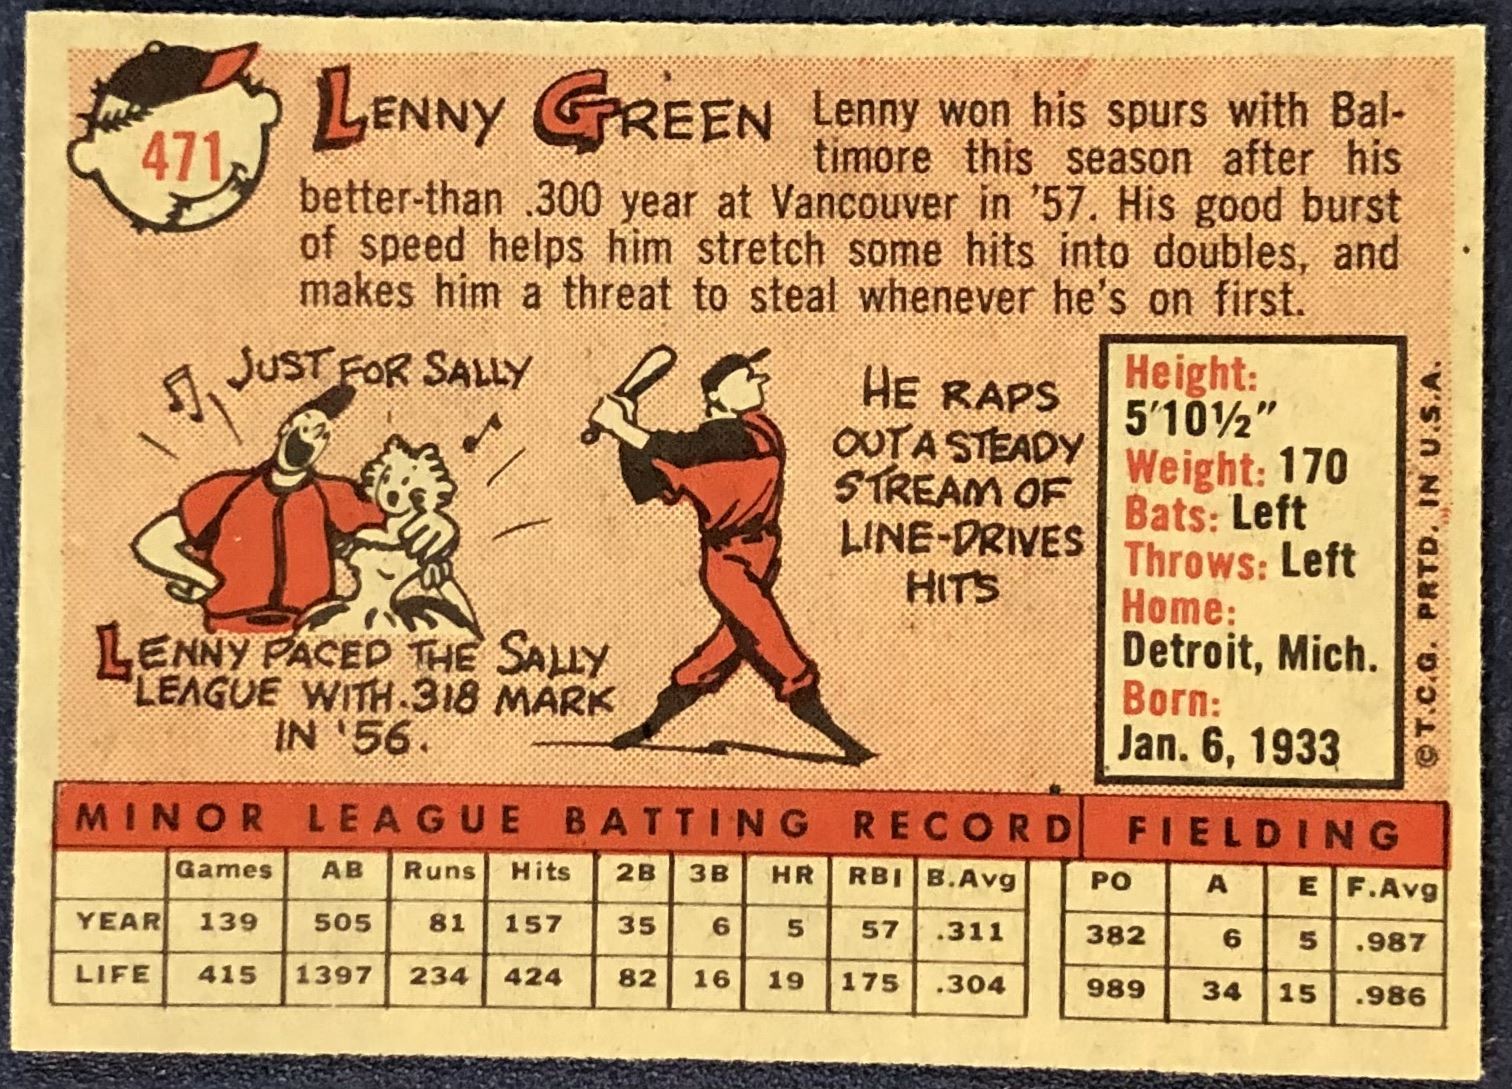 471
LENNY GREEN
Lenny won his spurs with Bal-
timore this season after his
better-than .300 year at Vancouver in '57. His good burst
of speed helps him stretch some hits into doubles, and
makes him a threat to steal whenever he's on first.
JUST FOR SALLY
LENNY PACED THE SALLY
LEAGUE WITH .318 MARK
IN '56.
HE RAPS
OUT A STEADY
STREAM OF
LINE-DRIVES
HITS
Height:
5'10½"
Weight: 170
Bats: Left
Throws: Left
Home:
Detroit, Mich.
Born:
Jan. 6, 1933
© T.C.G. PRTD. IN U.S.A.
MINOR LEAGUE BATTING RECORD FIELDING
Games AB Runs Hits 2B 3B HR RBI B.Avg PO A E F.Avg
YEAR 139 505 81 157 35 6 5 57 .311 382 6 5 .987
LIFE 415 1397 234 424 82 16 19 175 .304 989 34 15 .986